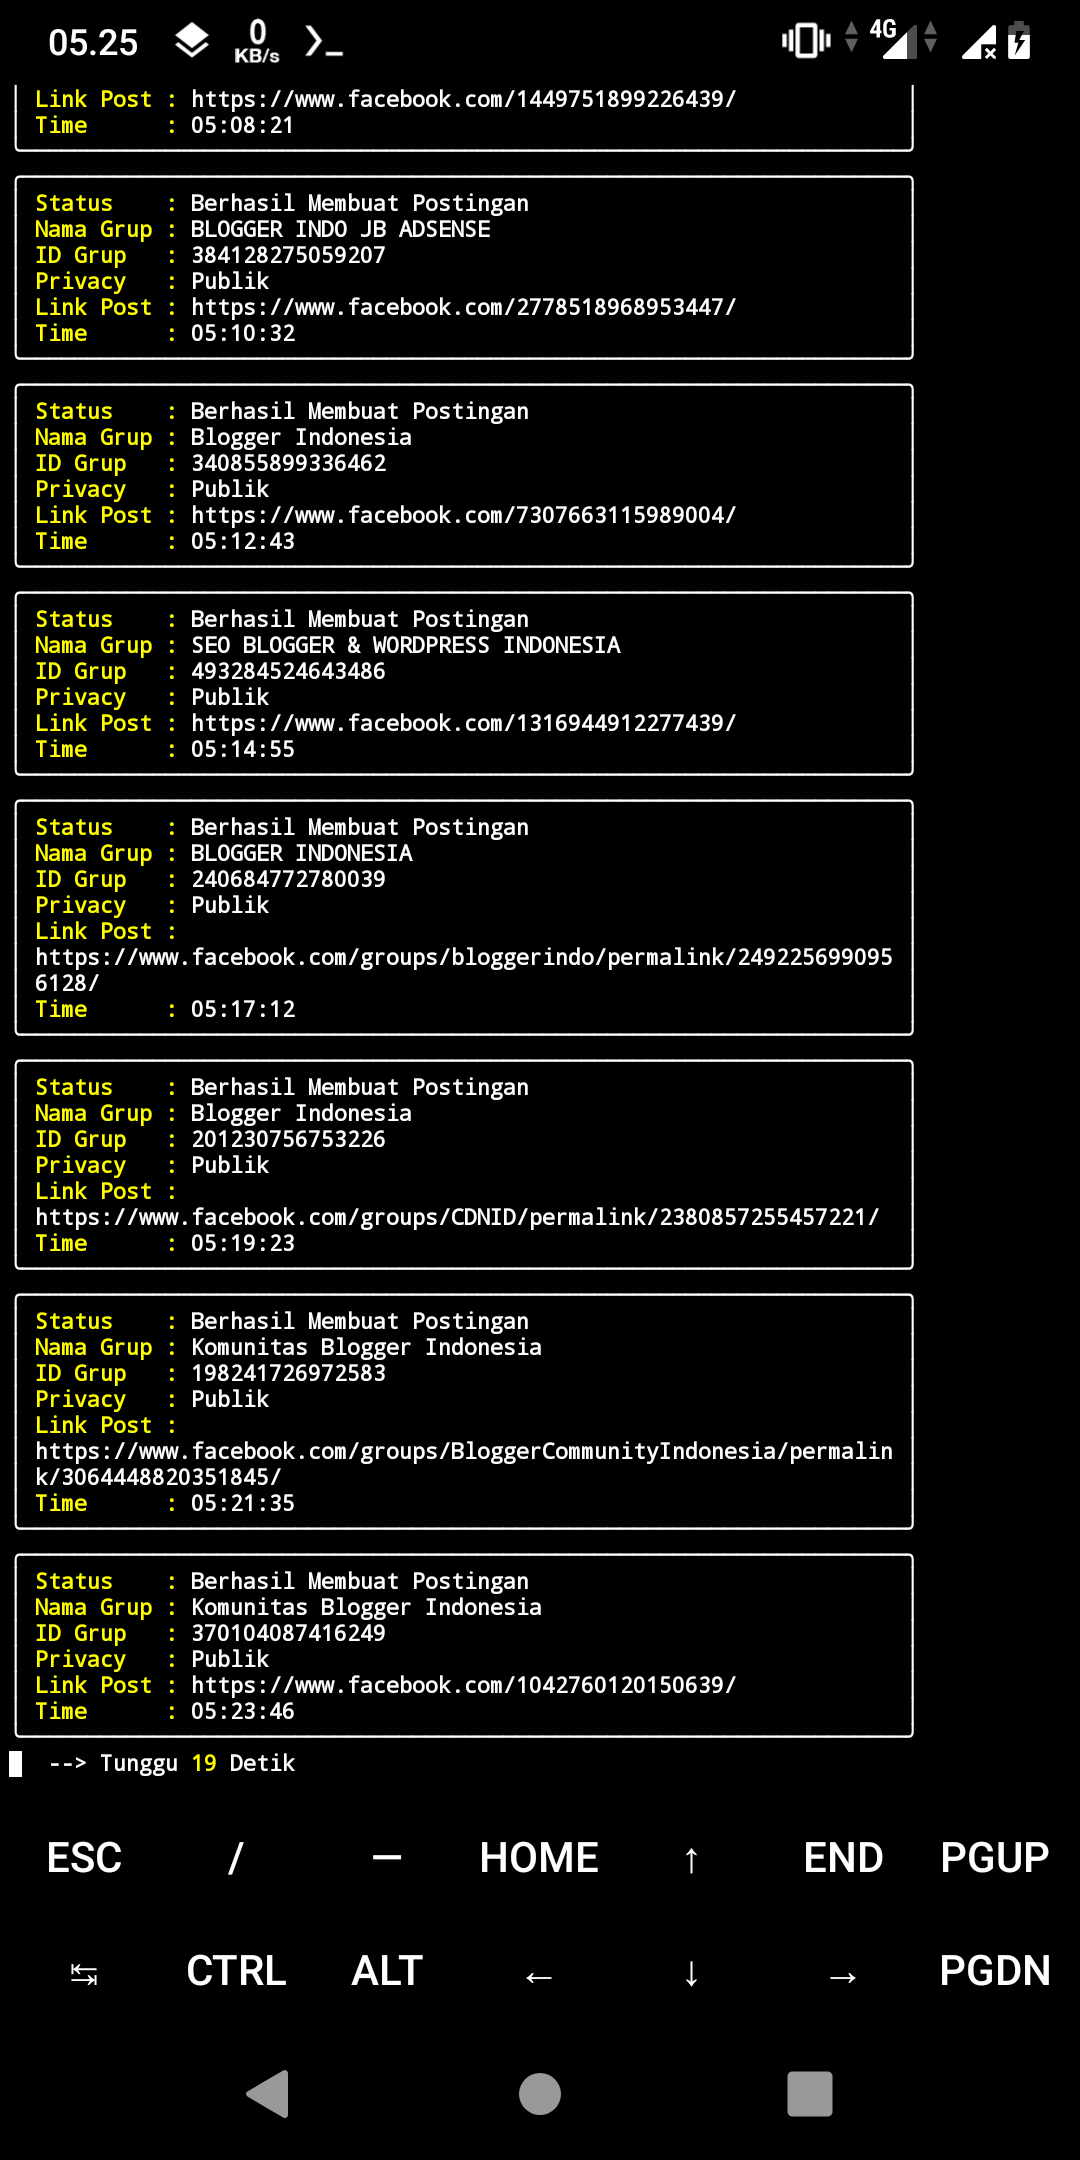 05.25
0
KB/s
4G
Link Post : https://www.facebook.com/1449751899226439/
Time : 05:08:21
Status : Berhasil Membuat Postingan
Nama Grup : BLOGGER INDO JB ADSENSE
ID Grup : 384128275059207
Privacy : Publik
Link Post : https://www.facebook.com/2778518968953447/
Time : 05:10:32
Status : Berhasil Membuat Postingan
Nama Grup : Blogger Indonesia
ID Grup : 340855899336462
Privacy : Publik
Link Post : https://www.facebook.com/7307663115989004/
Time : 05:12:43
Status : Berhasil Membuat Postingan
Nama Grup : SEO BLOGGER & WORDPRESS INDONESIA
ID Grup : 493284524643486
Privacy : Publik
Link Post : https://www.facebook.com/1316944912277439/
Time : 05:14:55
Status : Berhasil Membuat Postingan
Nama Grup : BLOGGER INDONESIA
ID Grup : 240684772780039
Privacy : Publik
Link Post :
https://www.facebook.com/groups/bloggerindo/permalink/249225699095
6128/
Time : 05:17:12
Status : Berhasil Membuat Postingan
Nama Grup : Blogger Indonesia
ID Grup : 201230756753226
Privacy : Publik
Link Post :
https://www.facebook.com/groups/CDNID/permalink/2380857255457221/
Time : 05:19:23
Status : Berhasil Membuat Postingan
Nama Grup : Komunitas Blogger Indonesia
ID Grup : 198241726972583
Privacy : Publik
Link Post :
https://www.facebook.com/groups/BloggerCommunityIndonesia/permalin
k/3064448820351845/
Time : 05:21:35
Status : Berhasil Membuat Postingan
Nama Grup : Komunitas Blogger Indonesia
ID Grup : 370104087416249
Privacy : Publik
Link Post : https://www.facebook.com/1042760120150639/
Time : 05:23:46
--> Tunggu 19 Detik
ESC / — HOME ↑ END PGUP
↹ CTRL ALT ← ↓ → PGDN